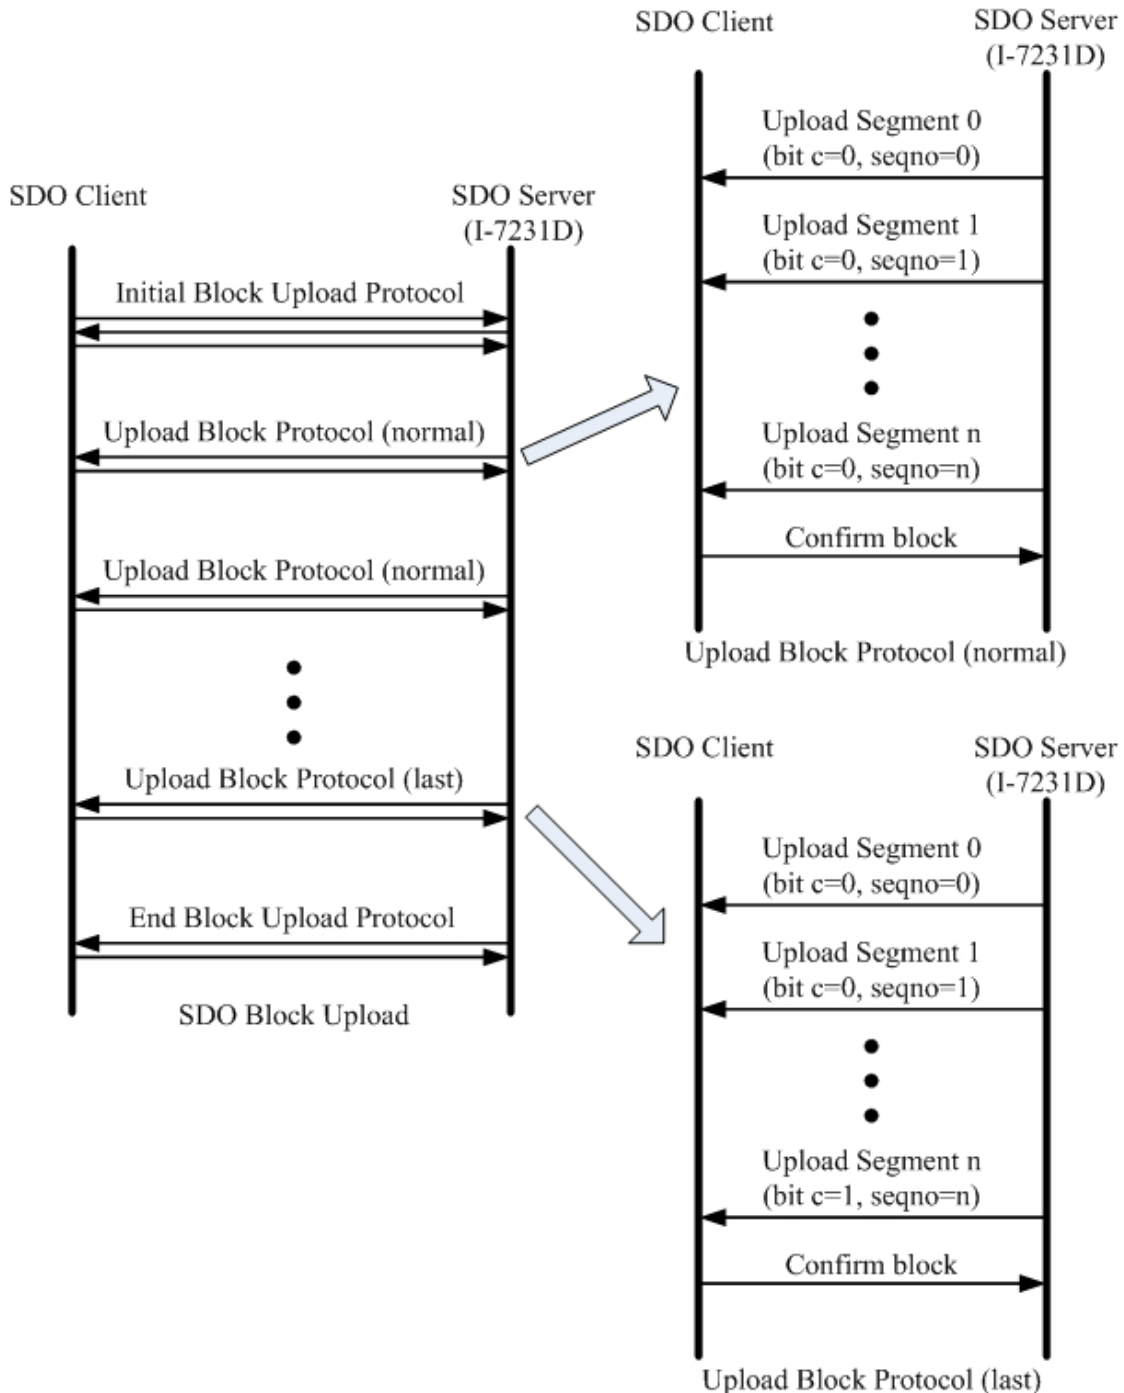 SDO Client
SDO Server
(I-7231D)
Initial Block Upload Protocol
Upload Block Protocol (normal)
Upload Block Protocol (normal)
Upload Block Protocol (last)
End Block Upload Protocol
SDO Block Upload
SDO Client
SDO Server
(I-7231D)
Upload Segment 0
(bit c=0, seqno=0)
Upload Segment 1
(bit c=0, seqno=1)
Upload Segment n
(bit c=0, seqno=n)
Confirm block
Upload Block Protocol (normal)
SDO Client
SDO Server
(I-7231D)
Upload Segment 0
(bit c=0, seqno=0)
Upload Segment 1
(bit c=0, seqno=1)
Upload Segment n
(bit c=1, seqno=n)
Confirm block
Upload Block Protocol (last)